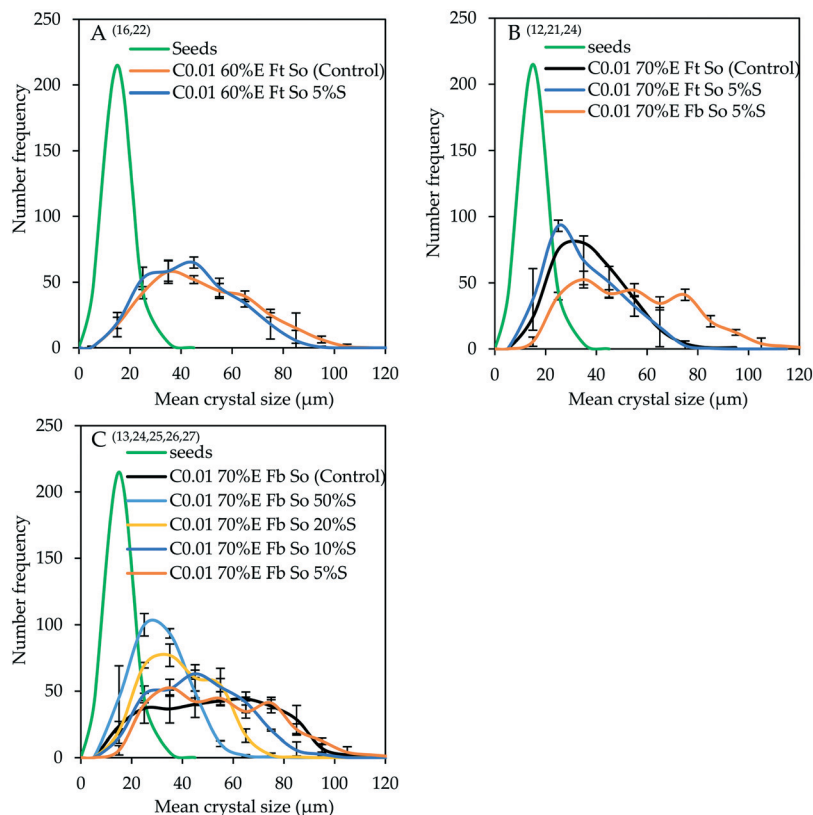 A (16,22)
Seeds
C0.01 60%E Ft So (Control)
C0.01 60%E Ft So 5%S
250
200
150
100
50
0
Number frequency
0 20 40 60 80 100 120
Mean crystal size (μm)
B (12,21,24)
seeds
C0.01 70%E Ft So (Control)
C0.01 70%E Ft So 5%S
C0.01 70%E Fb So 5%S
250
200
150
100
50
0
Number frequency
0 20 40 60 80 100 120
Mean crystal size (μm)
C (13,24,25,26,27)
seeds
C0.01 70%E Fb So (Control)
C0.01 70%E Fb So 50%S
C0.01 70%E Fb So 20%S
C0.01 70%E Fb So 10%S
C0.01 70%E Fb So 5%S
250
200
150
100
50
0
Number frequency
0 20 40 60 80 100 120
Mean crystal size (μm)